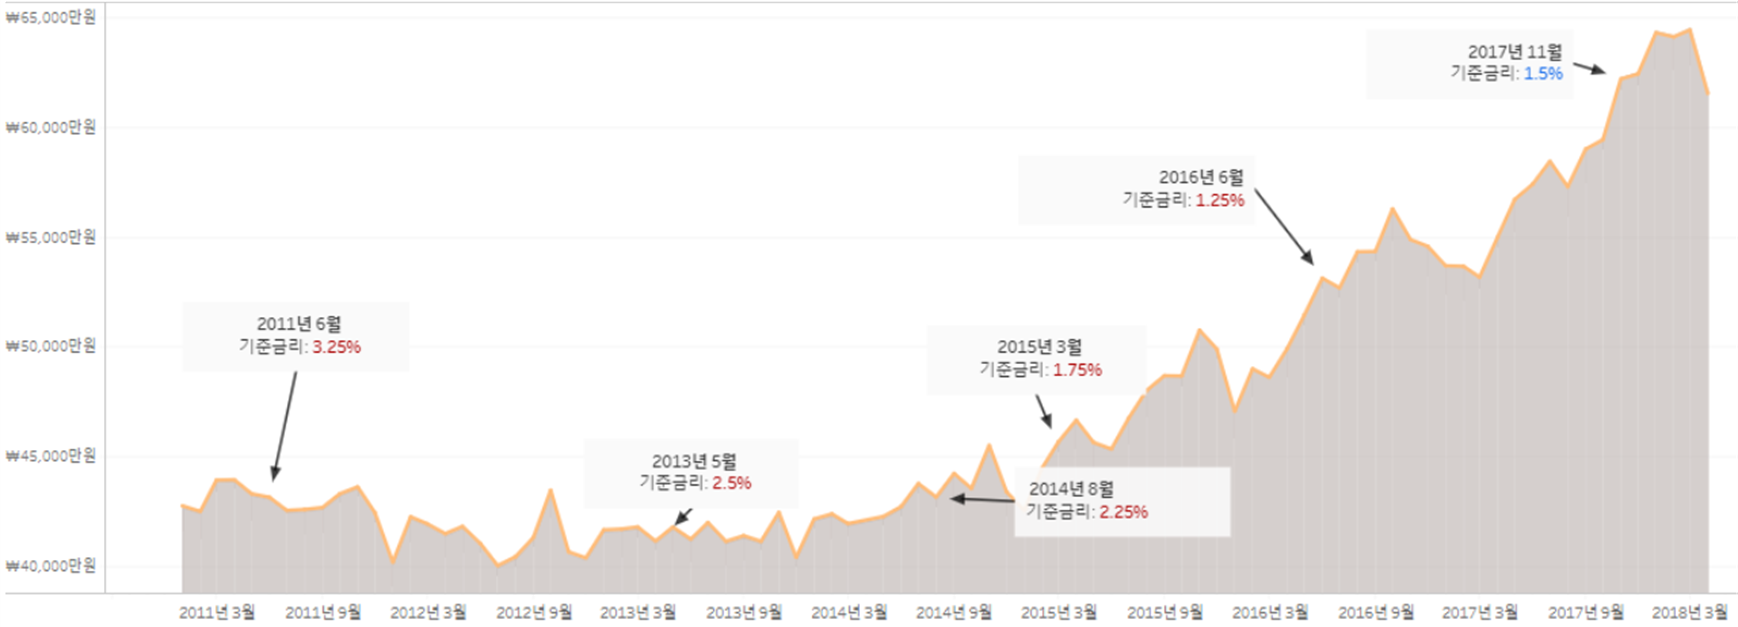 ₩65,000만원
₩60,000만원
₩55,000만원
₩50,000만원
₩45,000만원
₩40,000만원
2011년 6월
기준금리: 3.25%
2013년 5월
기준금리: 2.5%
2014년 8월
기준금리: 2.25%
2015년 3월
기준금리: 1.75%
2016년 6월
기준금리: 1.25%
2017년 11월
기준금리: 1.5%
2011년 3월
2011년 9월
2012년 3월
2012년 9월
2013년 3월
2013년 9월
2014년 3월
2014년 9월
2015년 3월
2015년 9월
2016년 3월
2016년 9월
2017년 3월
2017년 9월
2018년 3월